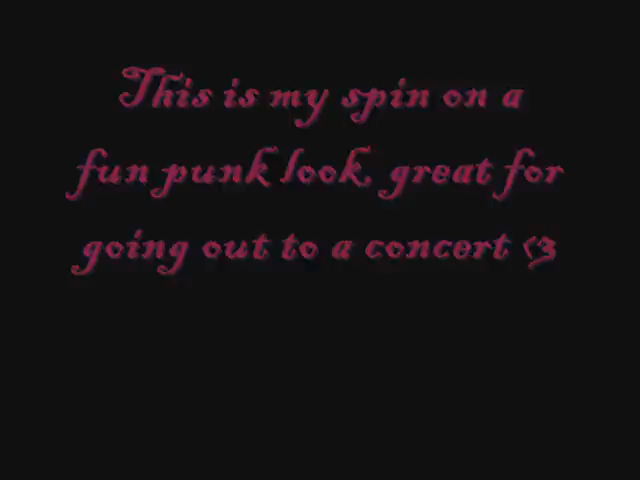 This is my spin on a
fun punk look, great for
going out to a concert <3